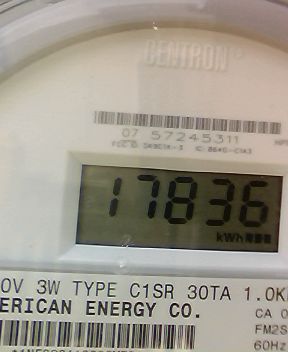 CENTRON
07 57245311
17836
kWh
0V 3W TYPE C1SR 30TA 1.0K
ERICAN ENERGY CO.
CA 0
FM2S
60Hz